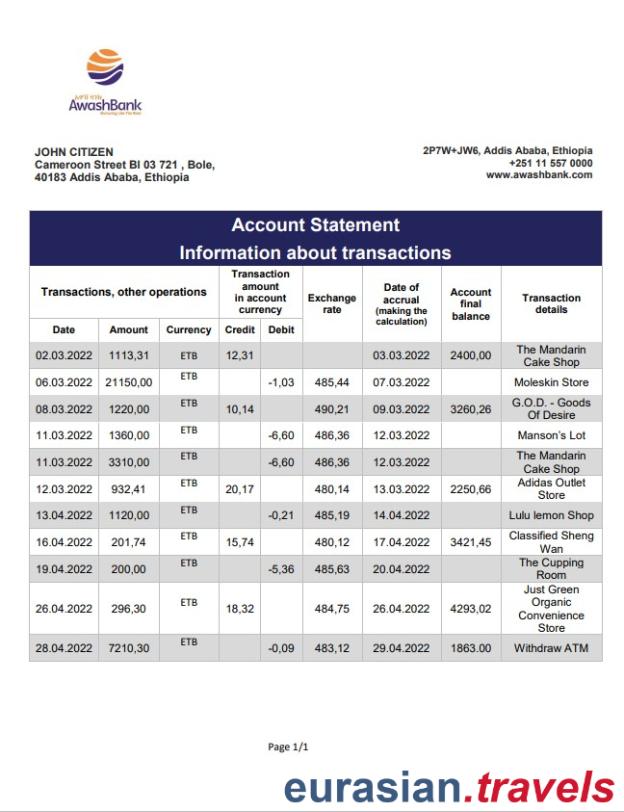 AwashBank
Nurturing Like The River
JOHN CITIZEN
Cameroon Street Bl 03 721 , Bole,
40183 Addis Ababa, Ethiopia
2P7W+JW6, Addis Ababa, Ethiopia
+251 11 557 0000
www.awashbank.com
Account Statement
Information about transactions
Transactions, other operations
Transaction
amount
in account
currency
Exchange
rate
Date of
accrual
(making the
calculation)
Account
final
balance
Transaction
details
Date Amount Currency Credit Debit
02.03.2022 1113,31 ETB 12,31 03.03.2022 2400,00 The Mandarin
Cake Shop
06.03.2022 21150,00 ETB -1,03 485,44 07.03.2022 Moleskin Store
08.03.2022 1220,00 ETB 10,14 490,21 09.03.2022 3260,26 G.O.D. - Goods
Of Desire
11.03.2022 1360,00 ETB -6,60 486,36 12.03.2022 Manson's Lot
11.03.2022 3310,00 ETB -6,60 486,36 12.03.2022 The Mandarin
Cake Shop
12.03.2022 932,41 ETB 20,17 480,14 13.03.2022 2250,66 Adidas Outlet
Store
13.04.2022 1120,00 ETB -0,21 485,19 14.04.2022 Lulu lemon Shop
16.04.2022 201,74 ETB 15,74 480,12 17.04.2022 3421,45 Classified Sheng
Wan
19.04.2022 200,00 ETB -5,36 485,63 20.04.2022 The Cupping
Room
26.04.2022 296,30 ETB 18,32 484,75 26.04.2022 4293,02 Just Green
Organic
Convenience
Store
28.04.2022 7210,30 ETB -0,09 483,12 29.04.2022 1863.00 Withdraw ATM
Page 1/1
eurasian.travels